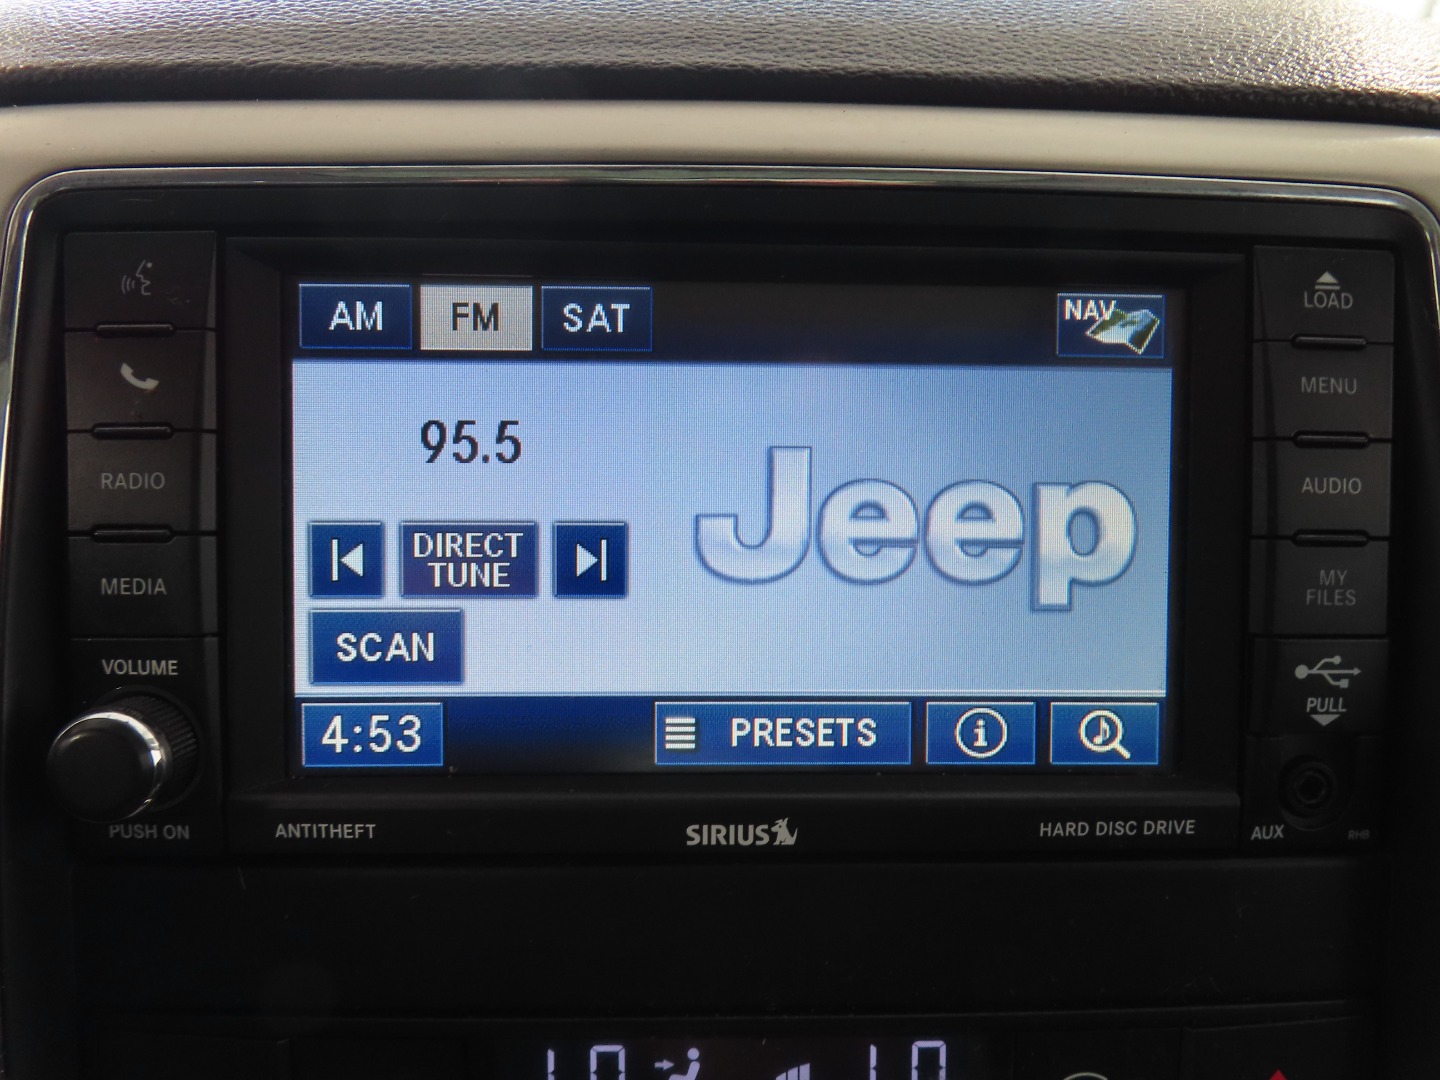 AM FM SAT NAV
95.5
Jeep
DIRECT
TUNE
SCAN
4:53 PRESETS i
RADIO
MEDIA
VOLUME
PUSH ON
LOAD
MENU
AUDIO
MY
FILES
PULL
AUX RHB
ANTITHEFT SIRIUS HARD DISC DRIVE